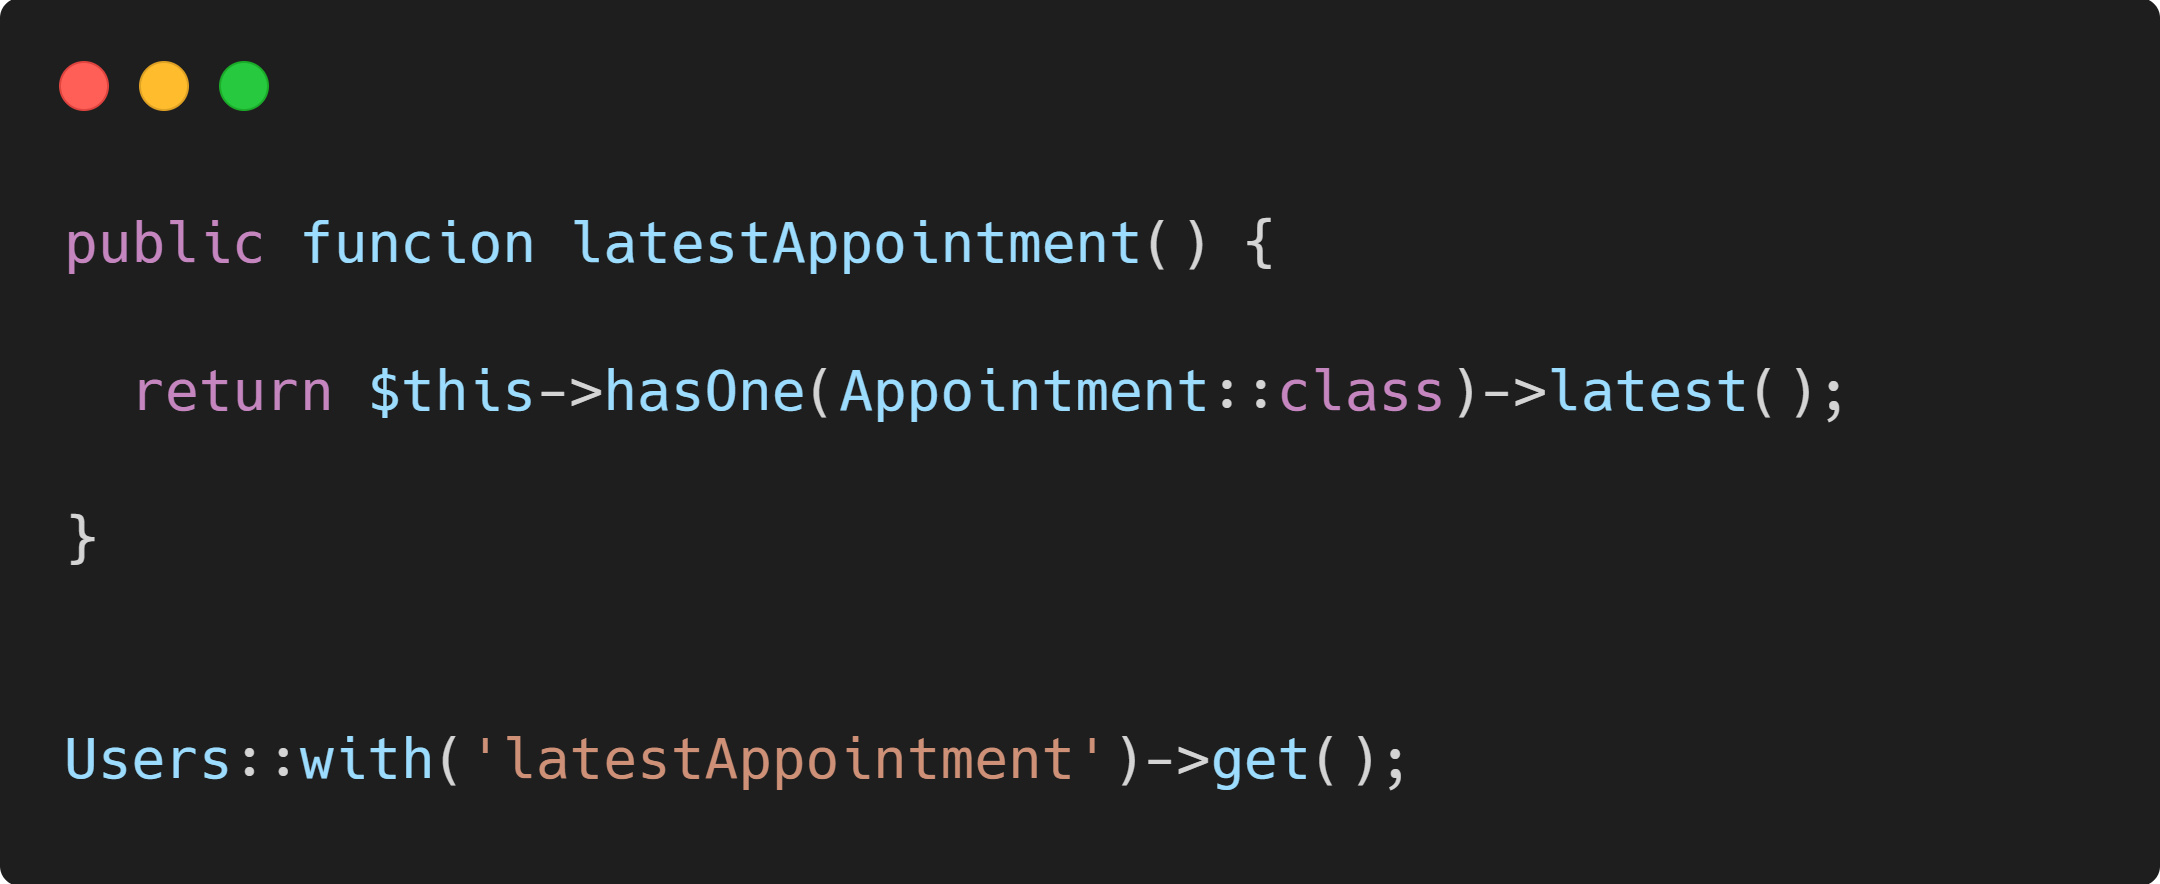 public funcion latestAppointment() {
  return $this->hasOne(Appointment::class)->latest();
}
Users::with('latestAppointment')->get();